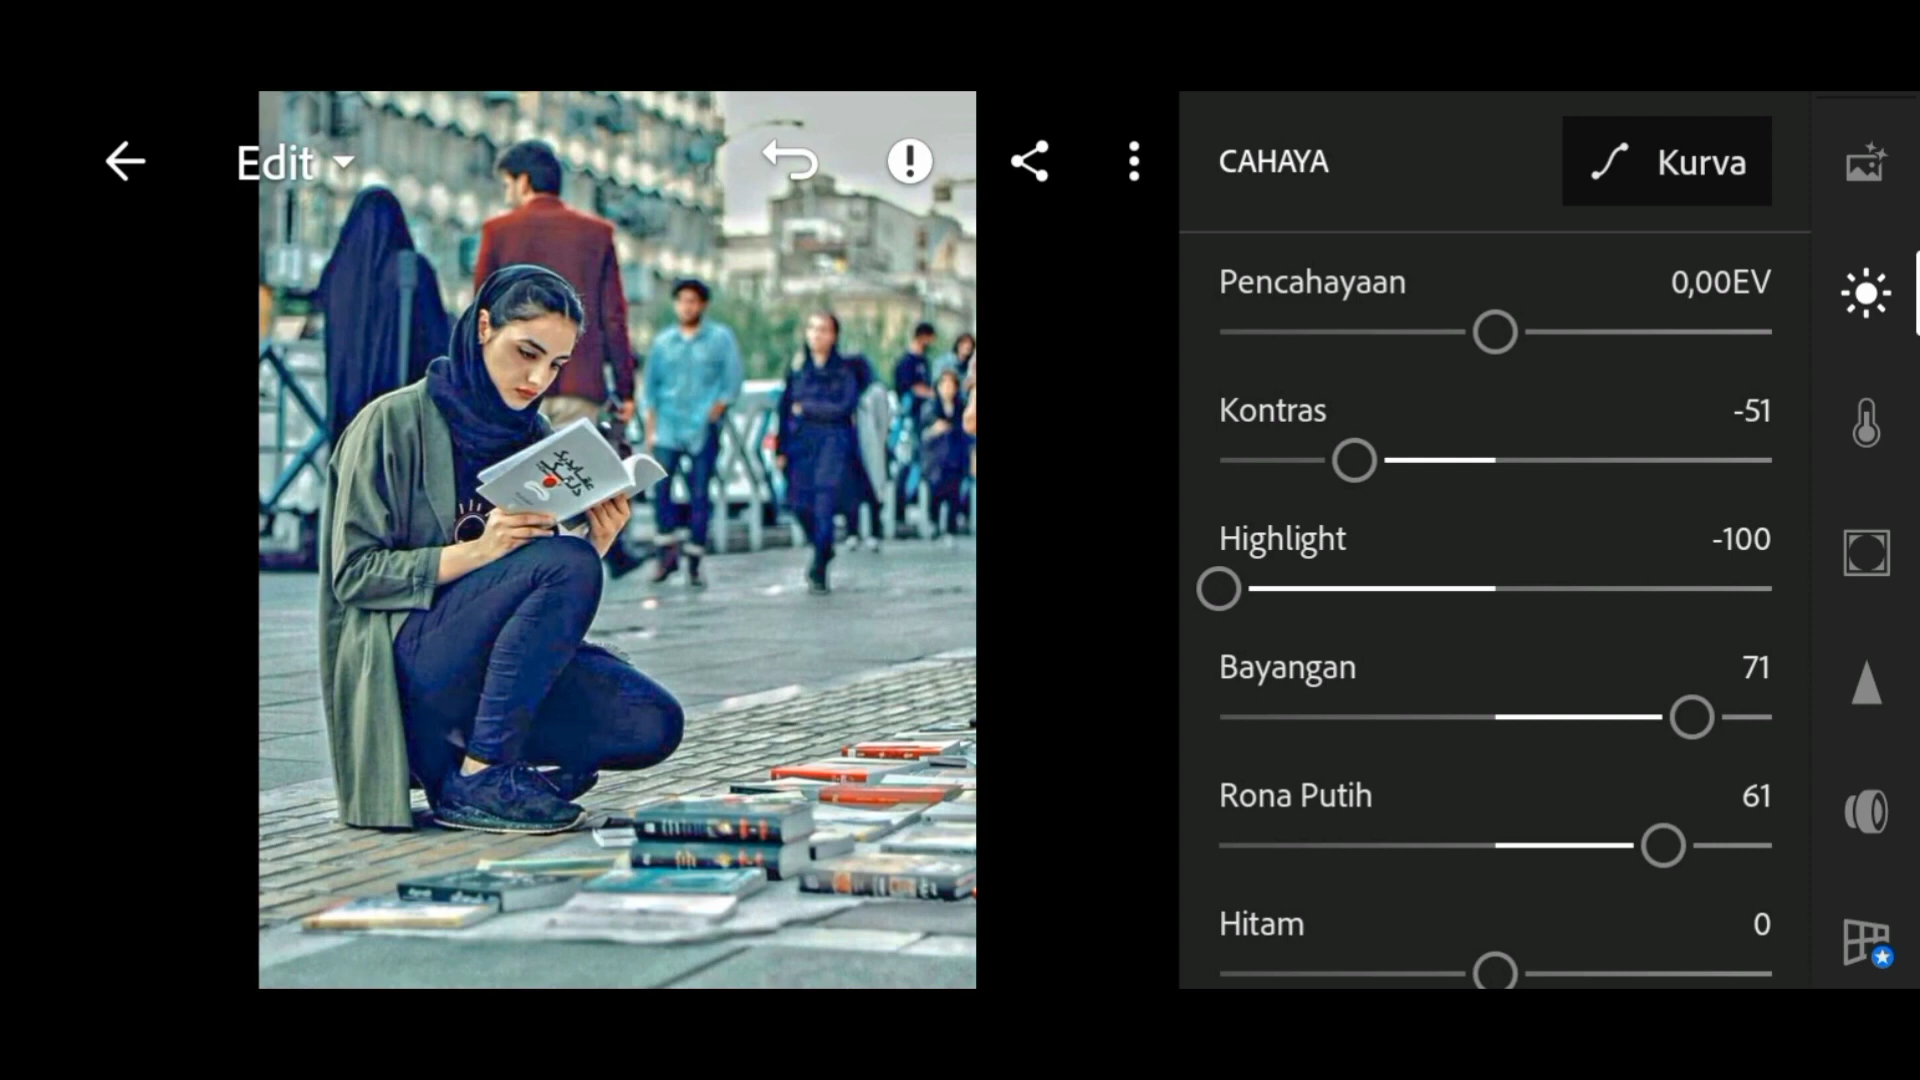 Edit
CAHAYA
Kurva
Pencahayaan 0,00EV
Kontras -51
Highlight -100
Bayangan 71
Rona Putih 61
Hitam 0